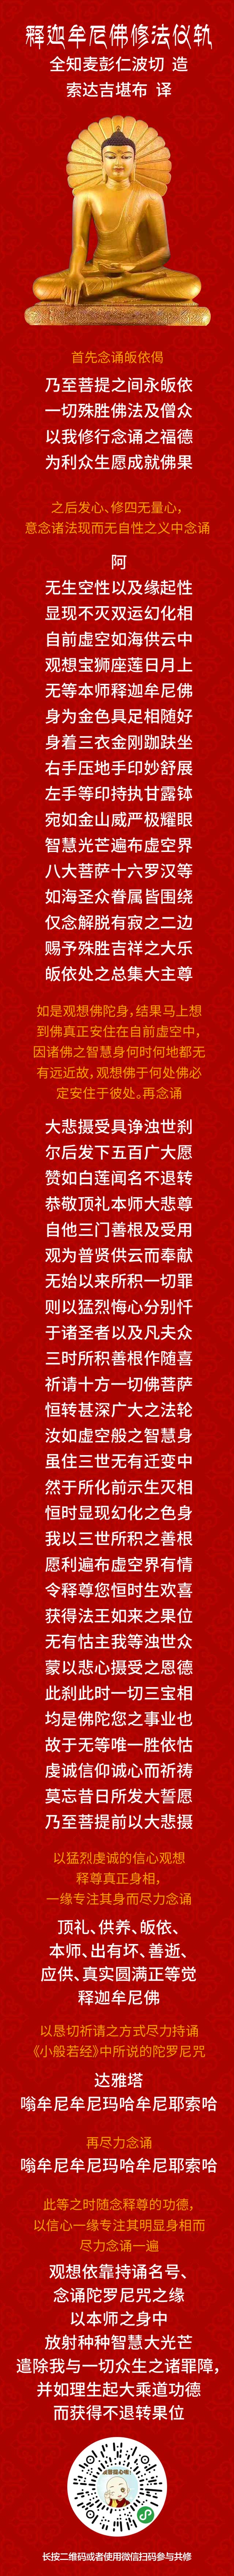 释迦牟尼佛修法仪轨
全知麦彭仁波切 造
索达吉堪布 译
首先念诵皈依偈
乃至菩提之间永皈依
一切殊胜佛法及僧众
以我修行念诵之福德
为利众生愿成就佛果
之后发心、修四无量心，
意念诸法现而无自性之义中念诵
阿
无生空性以及缘起性
显现不灭双运幻化相
自前虚空如海供云中
观想宝狮座莲日月上
无等本师释迦牟尼佛
身为金色具足相随好
身着三衣金刚跏趺坐
右手压地手印妙舒展
左手等印持执甘露钵
宛如金山威严极耀眼
智慧光芒遍布虚空界
八大菩萨十六罗汉等
如海圣众眷属皆围绕
仅念解脱有寂之二边
赐予殊胜吉祥之大乐
皈依处之总集大主尊
如是观想佛陀身，结果马上想
到佛真正安住在自前虚空中，
因诸佛之智慧身何时何地都无
有远近故，观想佛于何处佛必
定安住于彼处。再念诵
大悲摄受具诤浊世刹
尔后发下五百广大愿
赞如白莲闻名不退转
恭敬顶礼本师大悲尊
自他三门善根及受用
观为普贤供云而奉献
无始以来所积一切罪
则以猛烈悔心分别忏
于诸圣者以及凡夫众
三时所积善根作随喜
祈请十方一切佛菩萨
恒转甚深广大之法轮
汝如虚空般之智慧身
虽住三世无有迁变中
然于所化前示生灭相
恒时显现幻化之色身
我以三世所积之善根
愿利遍布虚空界有情
令释尊您恒时生欢喜
获得法王如来之果位
无有怙主我等浊世众
蒙以悲心摄受之恩德
此刹此时一切三宝相
均是佛陀您之事业也
故于无等唯一胜依怙
虔诚信仰诚心而祈祷
莫忘昔日所发大誓愿
乃至菩提前以大悲摄
以猛烈虔诚的信心观想
释尊真正身相，
一缘专注其身而尽力念诵
顶礼、供养、皈依、
本师、出有坏、善逝、
应供、真实圆满正等觉
释迦牟尼佛
以恳切祈请之方式尽力持诵
《小般若经》中所说的陀罗尼咒
达雅塔
嗡牟尼牟尼玛哈牟尼耶索哈
再尽力念诵
嗡牟尼牟尼玛哈牟尼耶索哈
此等之时随念释尊的功德，
以信心一缘专注其明显身相而
尽力念诵一遍
观想依靠持诵名号、
念诵陀罗尼咒之缘
以本师之身中
放射种种智慧大光芒
遣除我与一切众生之诸罪障，
并如理生起大乘道功德
而获得不退转果位
长按二维码或者使用微信扫码参与共修